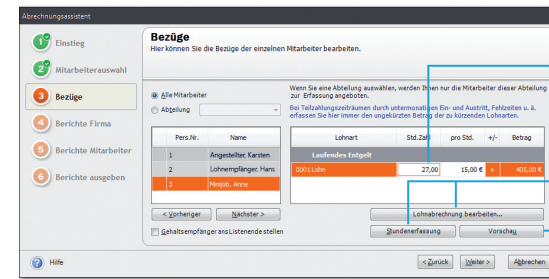 Abrechnungsassistent
1 Einstieg
2 Mitarbeiterauswahl
3 Bezüge
4 Berichte Firma
5 Berichte Mitarbeiter
6 Berichte ausgeben
Bezüge
Hier können Sie die Bezüge der einzelnen Mitarbeiter bearbeiten.
Alle Mitarbeiter
Abteilung
Wenn Sie eine Abteilung auswählen, werden Ihnen nur die Mitarbeiter dieser Abteilung
zur Erfassung angeboten.
Bei Teilzahlungszeiträumen durch untermonatigen Ein- und Austritt, Fehlzeiten u. ä.
erfassen Sie hier immer den ungekürzten Betrag der zu kürzenden Lohnarten.
Pers.Nr. Name
1 Angestellter, Karsten
2 Lohnempfänger, Hans
3 Minijob, Anne
Lohnart Std.Zahl pro Std. +/- Betrag
Laufendes Entgelt
0001 Lohn 27,00 15,00 € + 405,00 €
< Vorheriger Nächster >
Gehaltsempfänger ans Listenende stellen
Lohnabrechnung bearbeiten...
Stundenerfassung Vorschau
Hilfe
< Zurück Weiter > Abbrechen